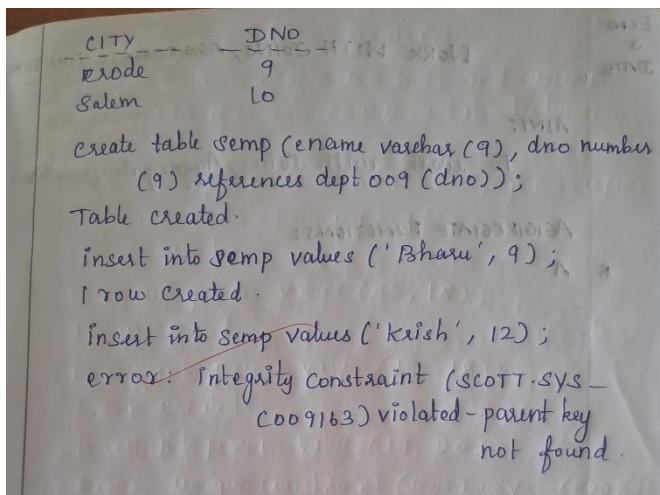 CITY DNO
Erode 9
Salem 10
create table semp (ename varchar (9), dno number
(9) references dept 009 (dno));
Table created.
insert into semp values ('Bharu', 9);
1 row created.
insert into semp values ('Krish', 12);
error: integrity constraint (SCOTT.SYS_
C009163) violated - parent key
not found.